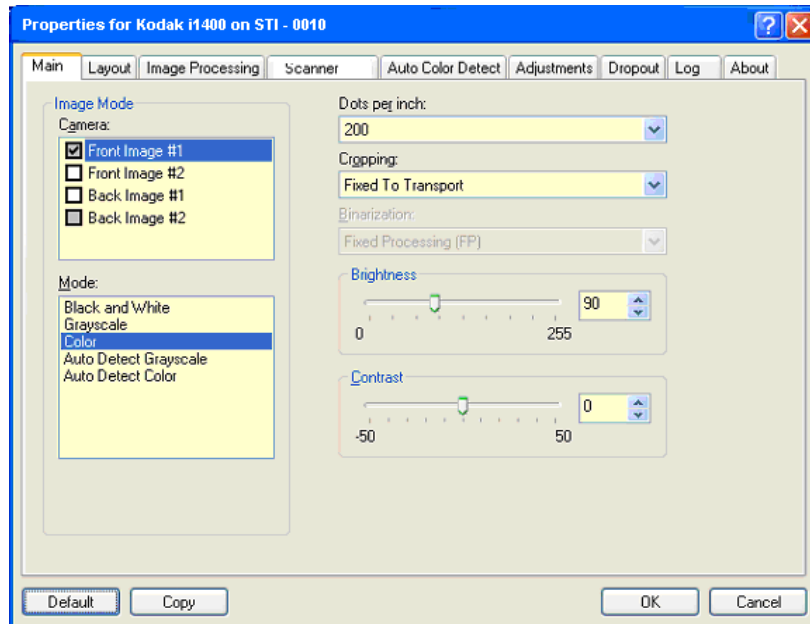 Properties for Kodak i1400 on STI - 0010
Main Layout Image Processing Scanner Auto Color Detect Adjustments Dropout Log About
Image Mode
Camera:
Front Image #1
Front Image #2
Back Image #1
Back Image #2
Mode:
Black and White
Grayscale
Color
Auto Detect Grayscale
Auto Detect Color
Dots per inch:
200
Cropping:
Fixed To Transport
Binarization:
Fixed Processing (FP)
Brightness
90
0 255
Contrast
0
-50 50
Default Copy OK Cancel